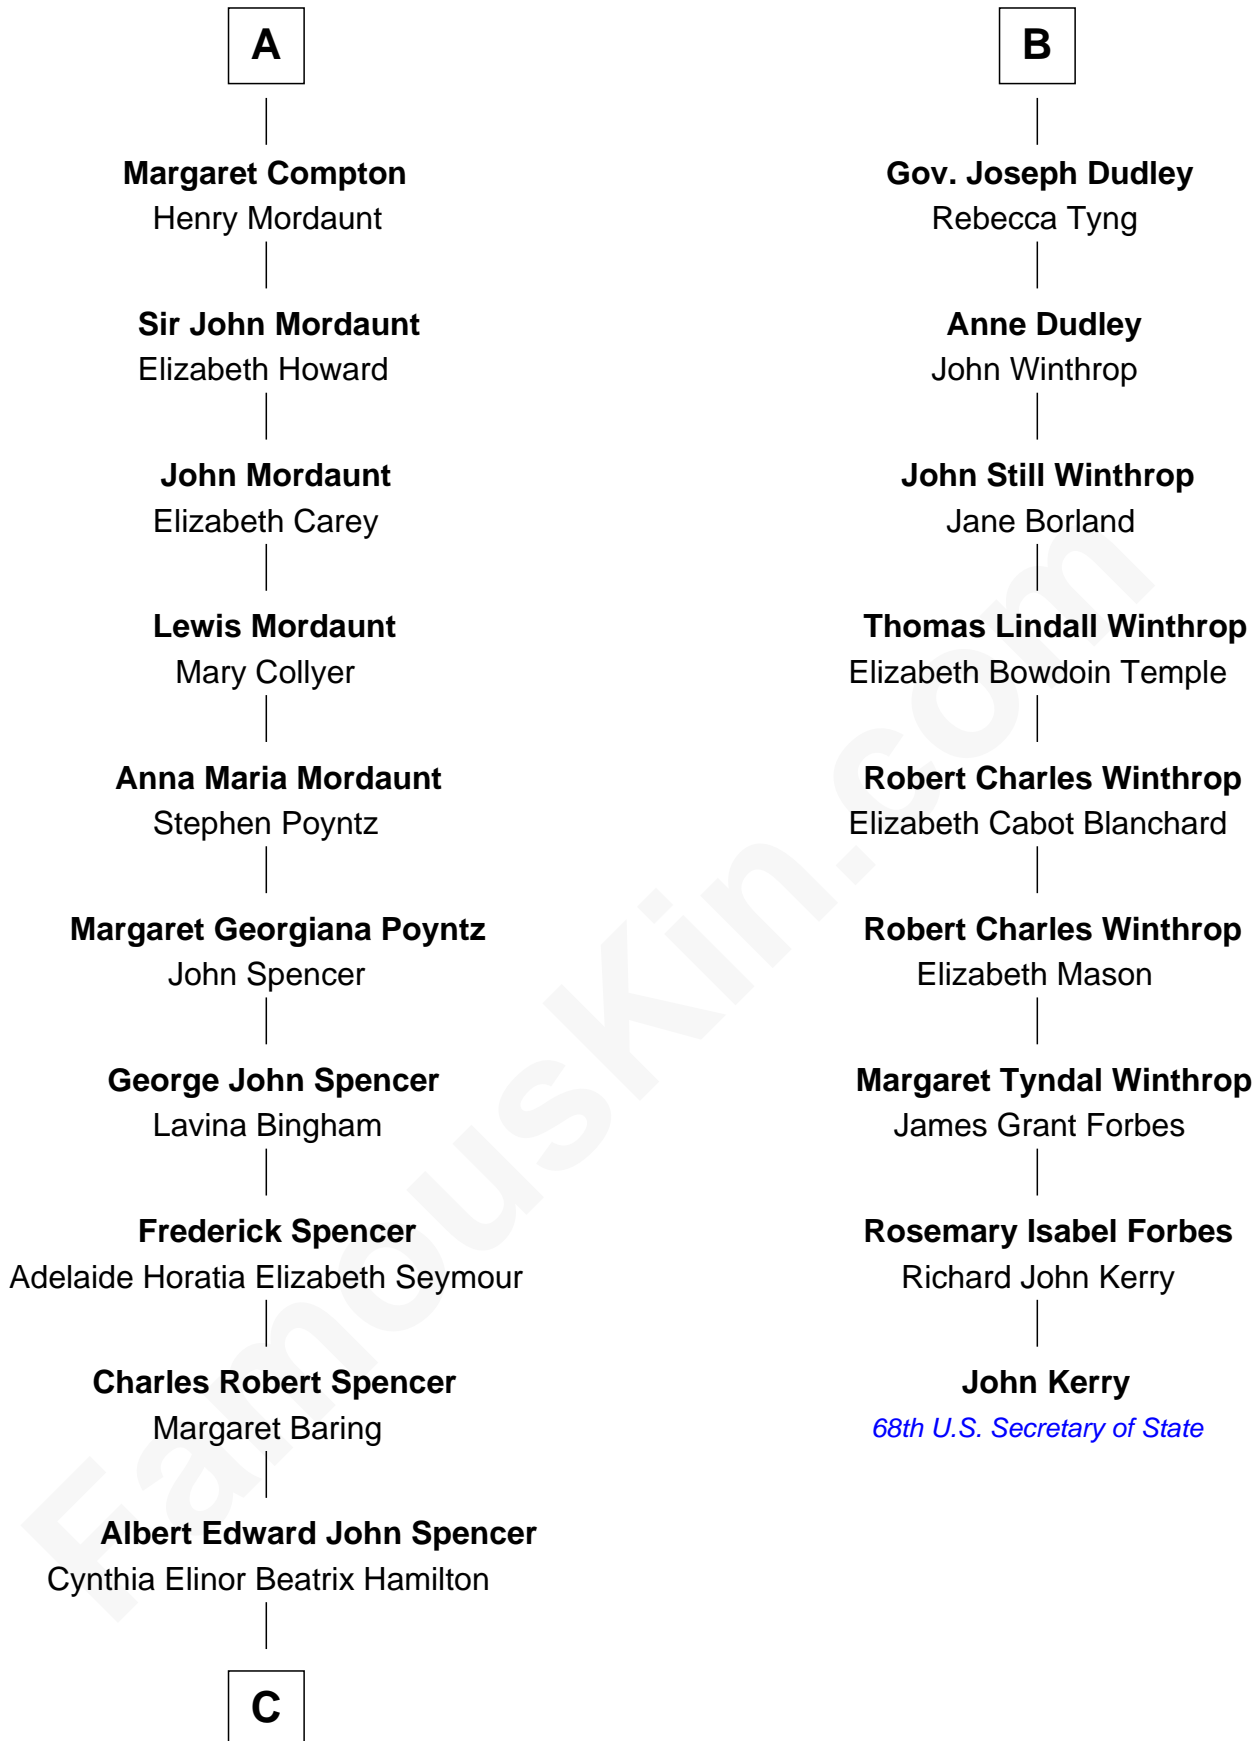 A
Margaret Compton
Henry Mordaunt
Sir John Mordaunt
Elizabeth Howard
John Mordaunt
Elizabeth Carey
Lewis Mordaunt
Mary Collyer
Anna Maria Mordaunt
Stephen Poyntz
Margaret Georgiana Poyntz
John Spencer
George John Spencer
Lavina Bingham
Frederick Spencer
Adelaide Horatia Elizabeth Seymour
Charles Robert Spencer
Margaret Baring
Albert Edward John Spencer
Cynthia Elinor Beatrix Hamilton
C
B
Gov. Joseph Dudley
Rebecca Tyng
Anne Dudley
John Winthrop
John Still Winthrop
Jane Borland
Thomas Lindall Winthrop
Elizabeth Bowdoin Temple
Robert Charles Winthrop
Elizabeth Cabot Blanchard
Robert Charles Winthrop
Elizabeth Mason
Margaret Tyndal Winthrop
James Grant Forbes
Rosemary Isabel Forbes
Richard John Kerry
John Kerry
68th U.S. Secretary of State
FamousKin.com